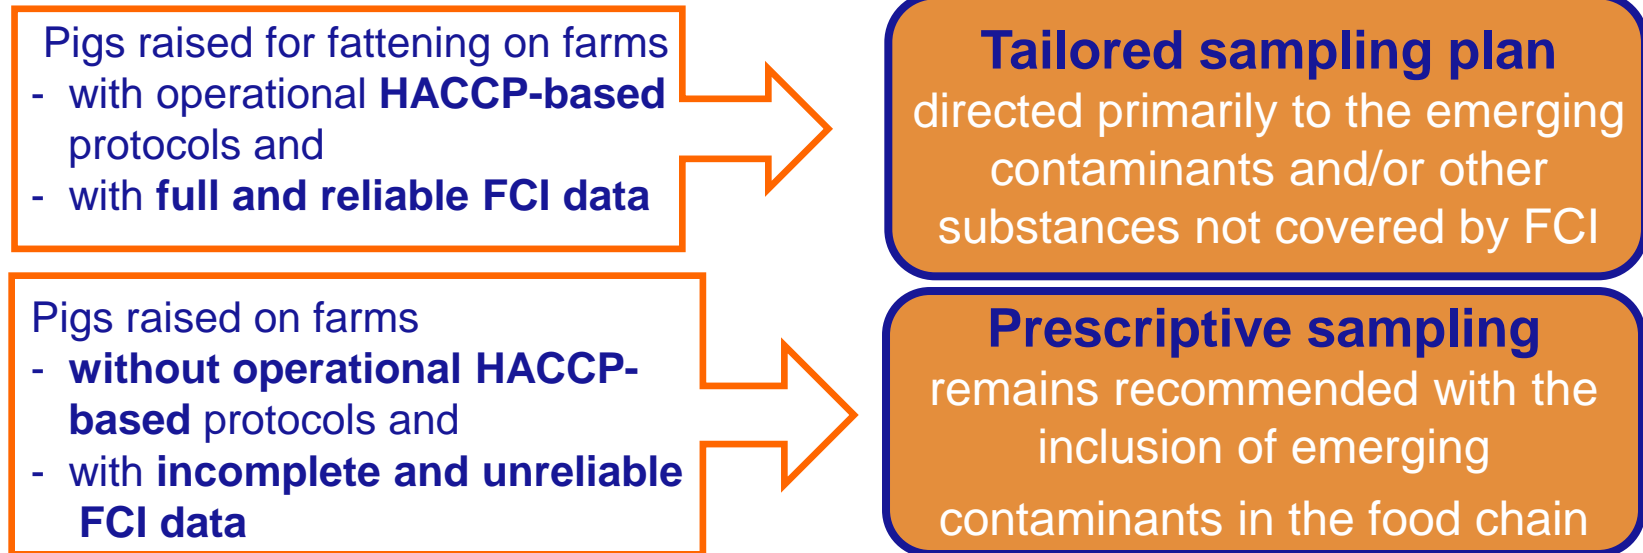 Pigs raised for fattening on farms
- with operational HACCP-based
protocols and
- with full and reliable FCI data
Tailored sampling plan
directed primarily to the emerging
contaminants and/or other
substances not covered by FCI
Pigs raised on farms
- without operational HACCP-
based protocols and
- with incomplete and unreliable
FCI data
Prescriptive sampling
remains recommended with the
inclusion of emerging
contaminants in the food chain